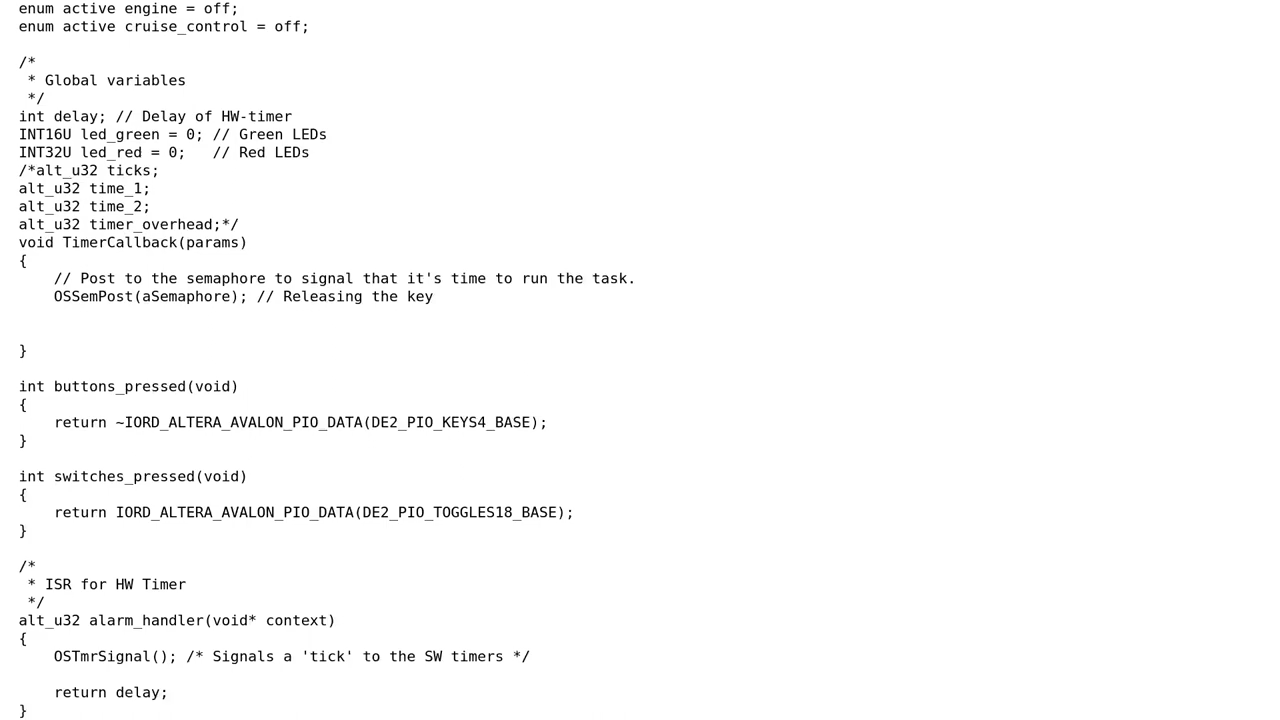 enum active engine = off;
enum active cruise_control = off;
/*
 * Global variables
 */
int delay; // Delay of HW-timer
INT16U led_green = 0; // Green LEDs
INT32U led_red = 0;   // Red LEDs
/*alt_u32 ticks;
alt_u32 time_1;
alt_u32 time_2;
alt_u32 timer_overhead;*/
void TimerCallback(params)
{
    // Post to the semaphore to signal that it's time to run the task.
    OSSemPost(aSemaphore); // Releasing the key
}
int buttons_pressed(void)
{
    return ~IORD_ALTERA_AVALON_PIO_DATA(DE2_PIO_KEYS4_BASE);
}
int switches_pressed(void)
{
    return IORD_ALTERA_AVALON_PIO_DATA(DE2_PIO_TOGGLES18_BASE);
}
/*
 * ISR for HW Timer
 */
alt_u32 alarm_handler(void* context)
{
    OSTmrSignal(); /* Signals a 'tick' to the SW timers */
    return delay;
}